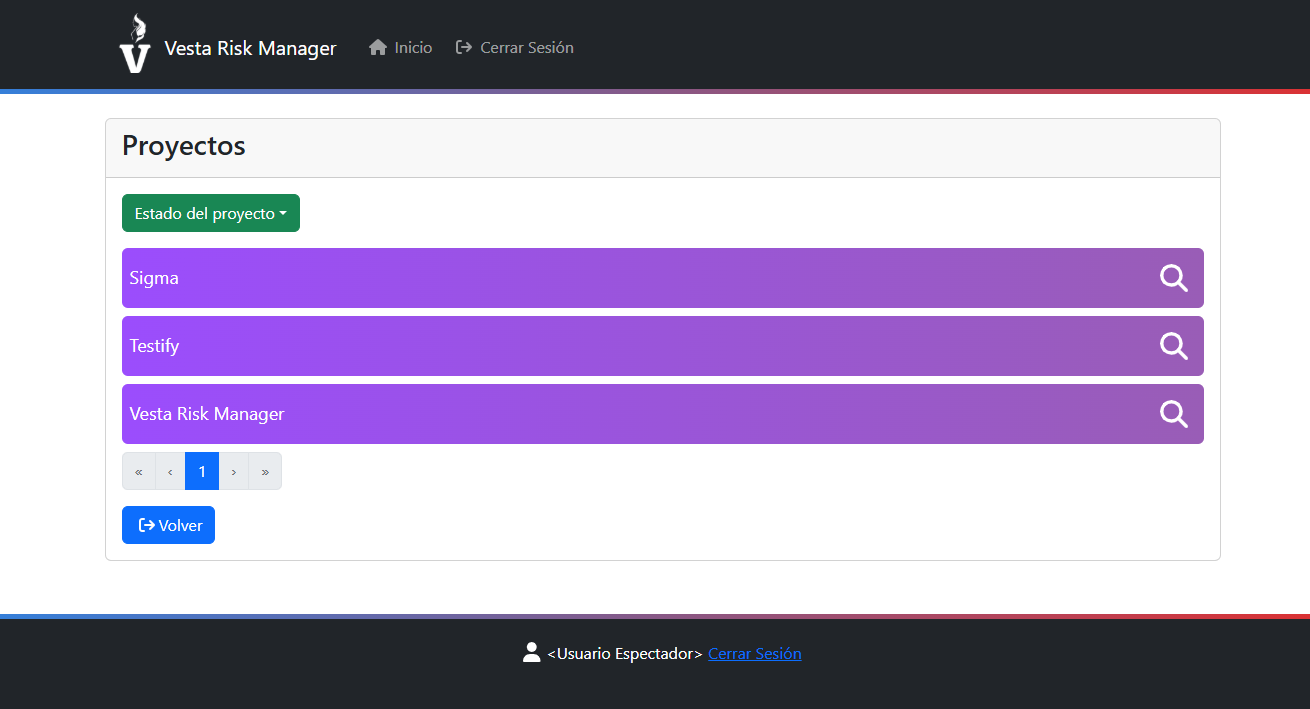 Vesta Risk Manager Inicio Cerrar Sesión
Proyectos
Estado del proyecto
Sigma
Testify
Vesta Risk Manager
« ‹ 1 › »
Volver
<Usuario Espectador> Cerrar Sesión